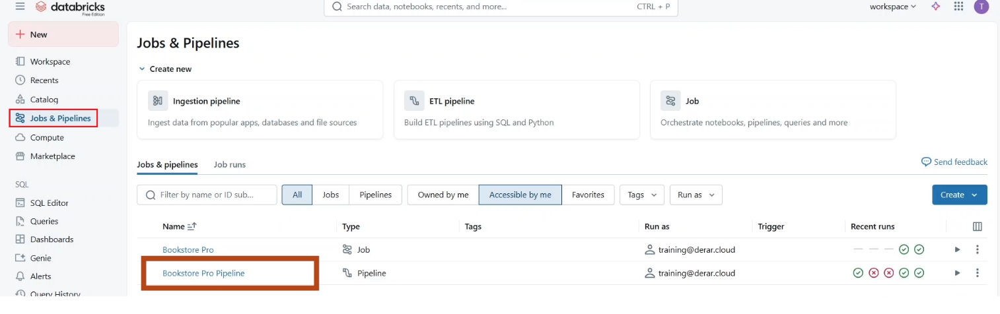 databricks
Free Edition
Search data, notebooks, recents, and more...
CTRL + P
workspace
T
New
Workspace
Recents
Catalog
Jobs & Pipelines
Compute
Marketplace
SQL
SQL Editor
Queries
Dashboards
Genie
Alerts
Query History
Jobs & Pipelines
Create new
Ingestion pipeline
Ingest data from popular apps, databases and file sources
ETL pipeline
Build ETL pipelines using SQL and Python
Job
Orchestrate notebooks, pipelines, queries and more
Jobs & pipelines
Job runs
Send feedback
Filter by name or ID sub...
All
Jobs
Pipelines
Owned by me
Accessible by me
Favorites
Tags
Run as
Create
Name Type Tags Run as Trigger Recent runs
Bookstore Pro Job training@derar.cloud
Bookstore Pro Pipeline Pipeline training@derar.cloud